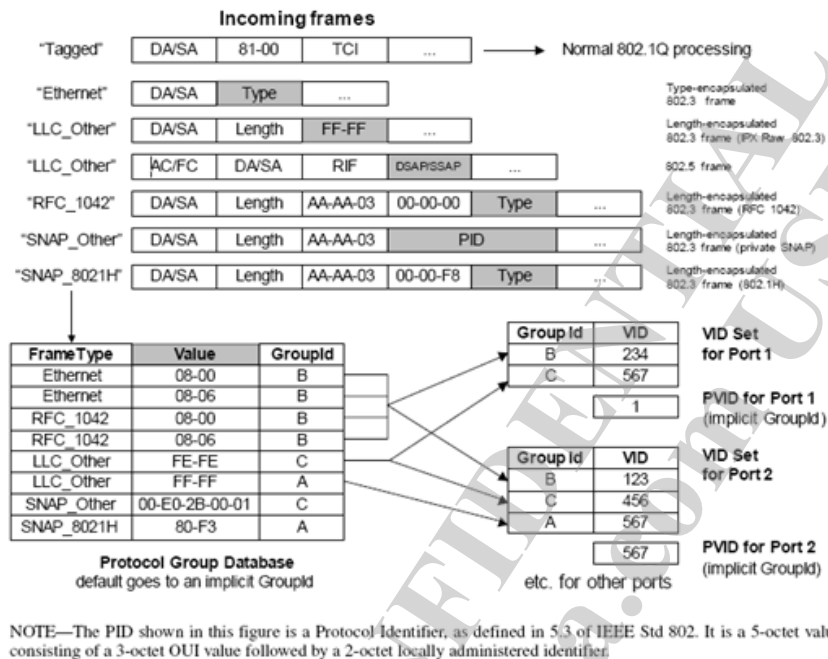 Incoming frames
"Tagged" DA/SA 81-00 TCI ... Normal 802.1Q processing
"Ethernet" DA/SA Type ... Type-encapsulated
802.3 frame
"LLC_Other" DA/SA Length FF-FF ... Length-encapsulated
802.3 frame (IPX Raw 802.3)
"LLC_Other" AC/FC DA/SA RIF DSAP/SSAP ... 802.5 frame
"RFC_1042" DA/SA Length AA-AA-03 00-00-00 Type ... Length-encapsulated
802.3 frame (RFC 1042)
"SNAP_Other" DA/SA Length AA-AA-03 PID ... Length-encapsulated
802.3 frame (private SNAP)
"SNAP_8021H" DA/SA Length AA-AA-03 00-00-F8 Type ... Length-encapsulated
802.3 frame (802.1H)
FrameType Value GroupId
Ethernet 08-00 B
Ethernet 08-06 B
RFC_1042 08-00 B
RFC_1042 08-06 B
LLC_Other FE-FE C
LLC_Other FF-FF A
SNAP_Other 00-E0-2B-00-01 C
SNAP_8021H 80-F3 A
Protocol Group Database
default goes to an implicit GroupId
Group Id VID
B 234
C 567
VID Set
for Port 1
1
PVID for Port 1
(implicit GroupId)
Group Id VID
B 123
C 456
A 567
VID Set
for Port 2
567
PVID for Port 2
(implicit GroupId)
etc. for other ports
NOTE—The PID shown in this figure is a Protocol Identifier, as defined in 5.3 of IEEE Std 802. It is a 5-octet valu
consisting of a 3-octet OUI value followed by a 2-octet locally administered identifier.